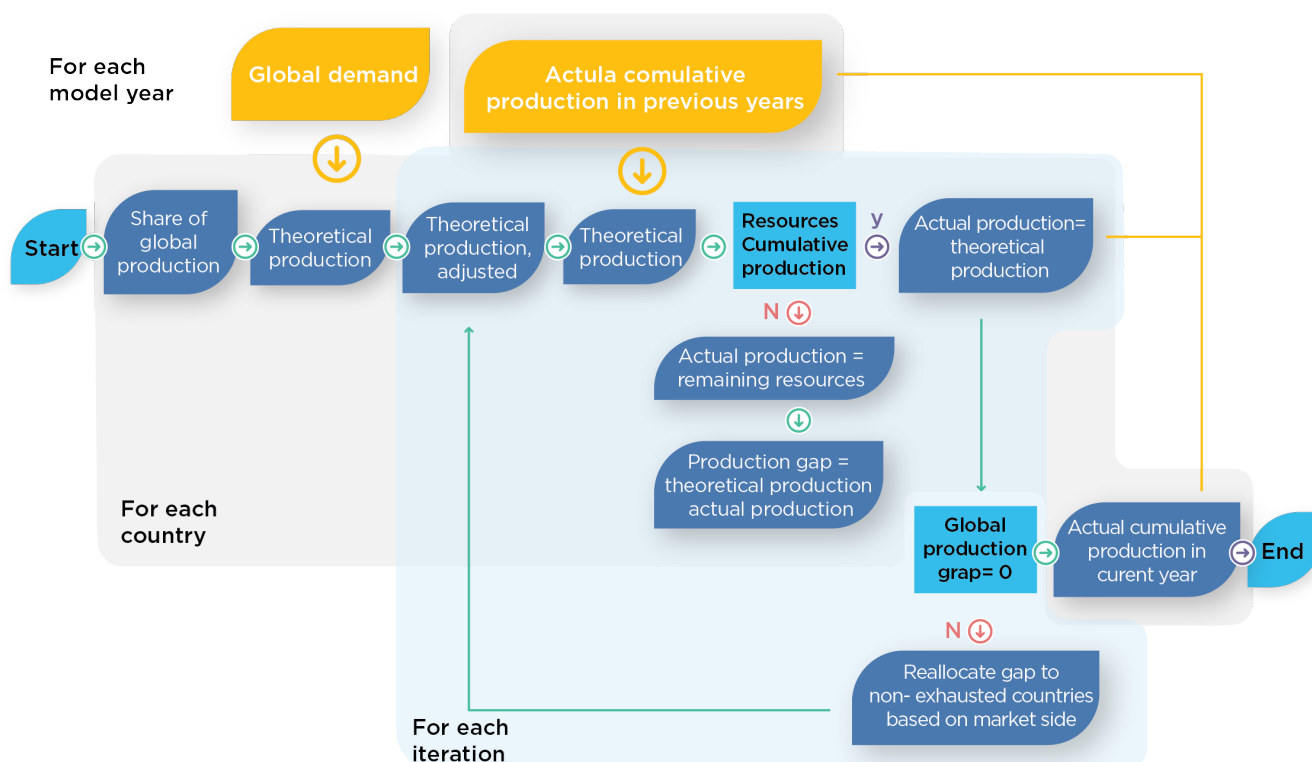 For each
model year
Global demand
Actula comulative
production in previous years
Start
Share of
global
production
Theoretical
production
Theoretical
production,
adjusted
Theoretical
production
Resources
Cumulative
production
y
Actual production=
theoretical
production
N
Actual production =
remaining resources
Production gap =
theoretical production
actual production
For each
country
Global
production
grap= 0
Actual cumulative
production in
curent year
End
N
Reallocate gap to
non- exhausted countries
based on market side
For each
iteration